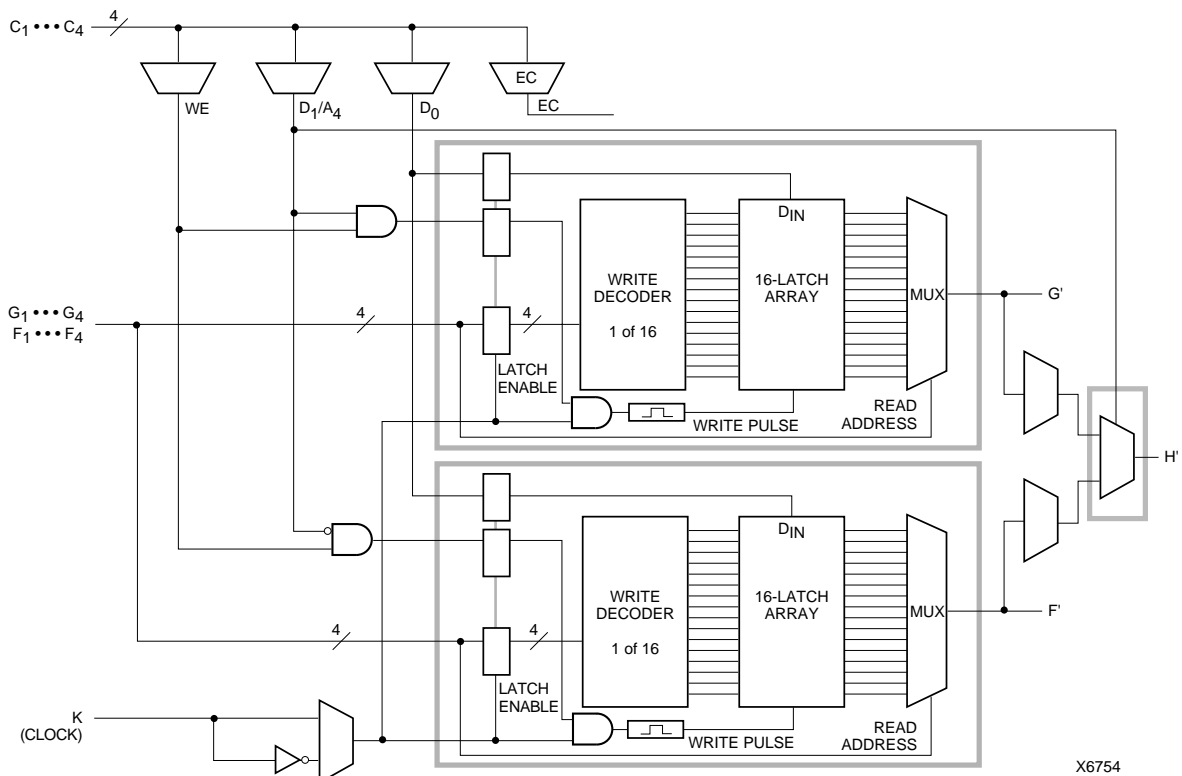 C1 • • • C4
4
WE
D1/A4
D0
EC
EC
DIN
WRITE
DECODER
1 of 16
16-LATCH
ARRAY
MUX
G'
G1 • • • G4
F1 • • • F4
4
4
LATCH
ENABLE
WRITE PULSE
READ
ADDRESS
H'
DIN
WRITE
DECODER
1 of 16
16-LATCH
ARRAY
MUX
F'
4
4
LATCH
ENABLE
WRITE PULSE
READ
ADDRESS
K
(CLOCK)
X6754